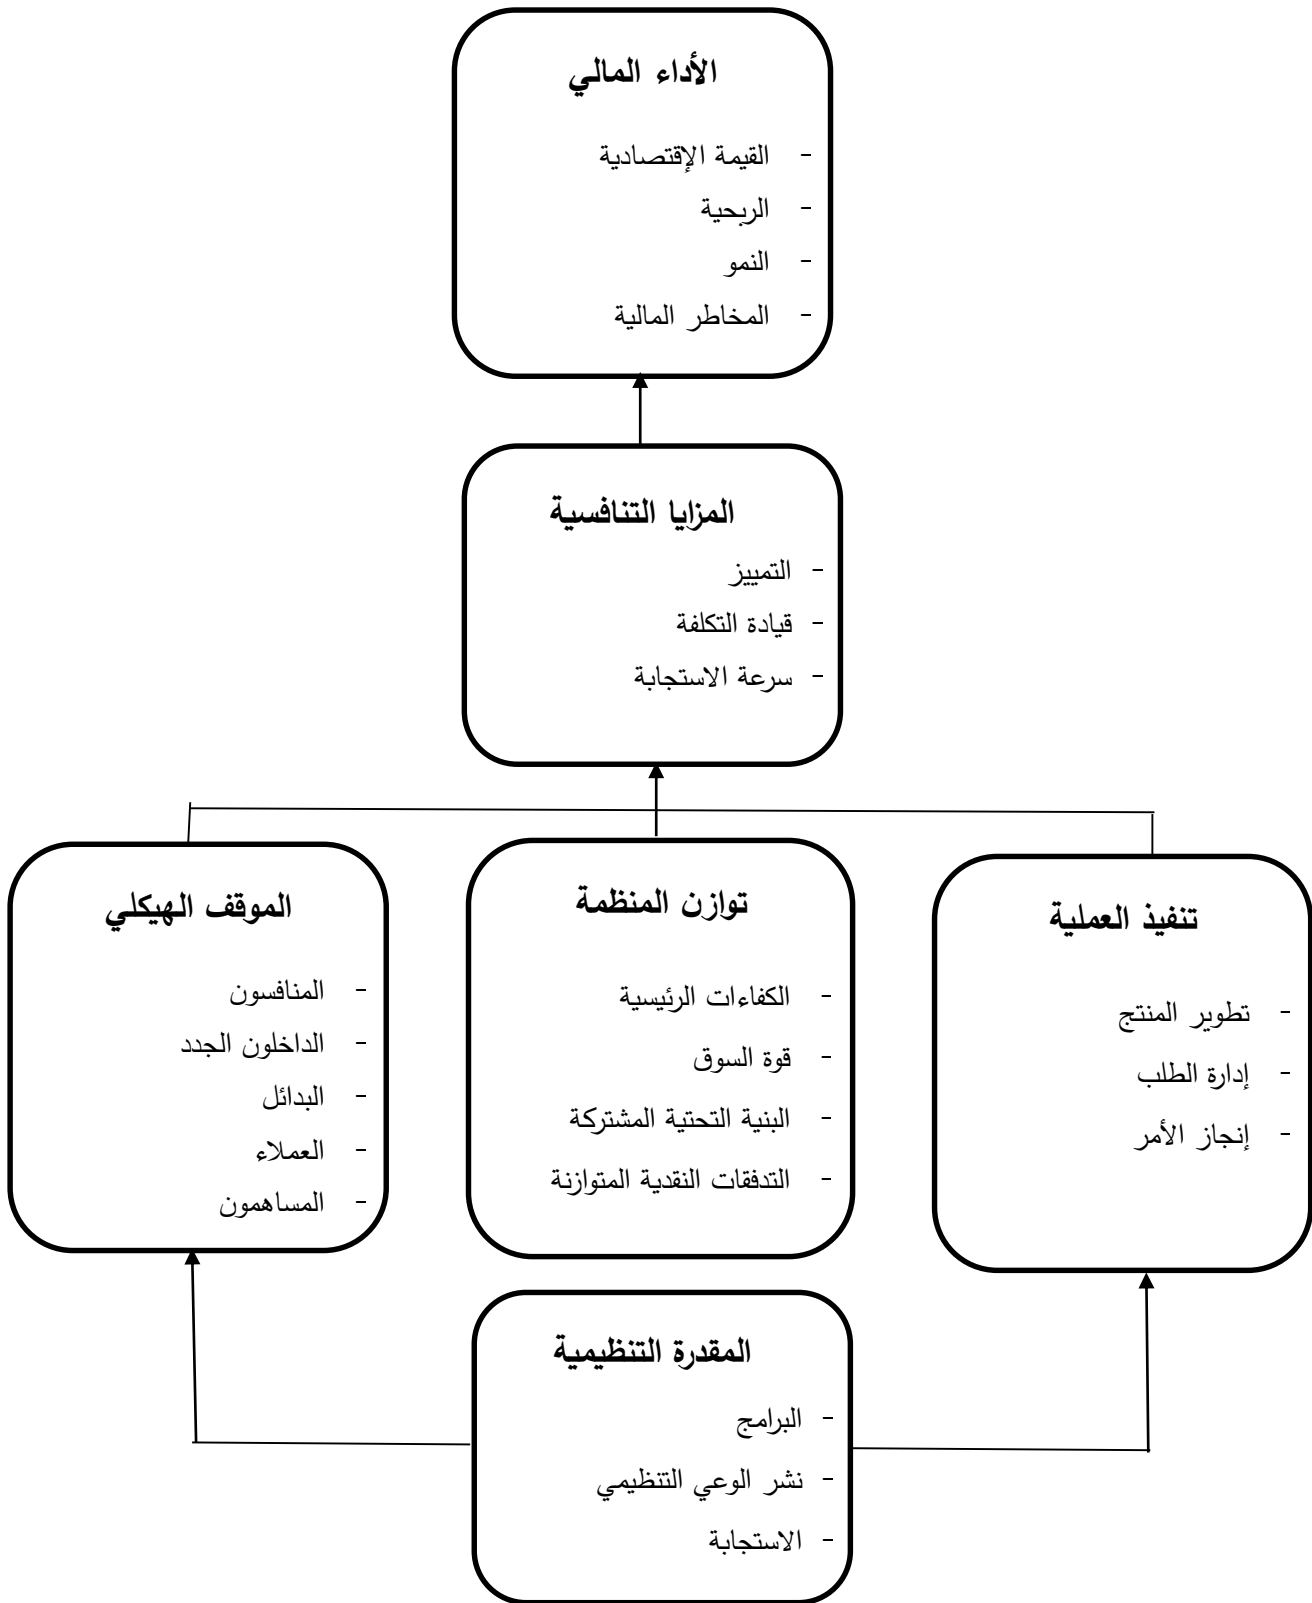 الأداء المالي
- القيمة الإقتصادية
- الربحية
- النمو
- المخاطر المالية
المزايا التنافسية
- التمييز
- قيادة التكلفة
- سرعة الاستجابة
تنفيذ العملية
- تطوير المنتج
- إدارة الطلب
- إنجاز الأمر
توازن المنظمة
- الكفاءات الرئيسية
- قوة السوق
- البنية التحتية المشتركة
- التدفقات النقدية المتوازنة
الموقف الهيكلي
- المنافسون
- الداخلون الجدد
- البدائل
- العملاء
- المساهمون
المقدرة التنظيمية
- البرامج
- نشر الوعي التنظيمي
- الاستجابة